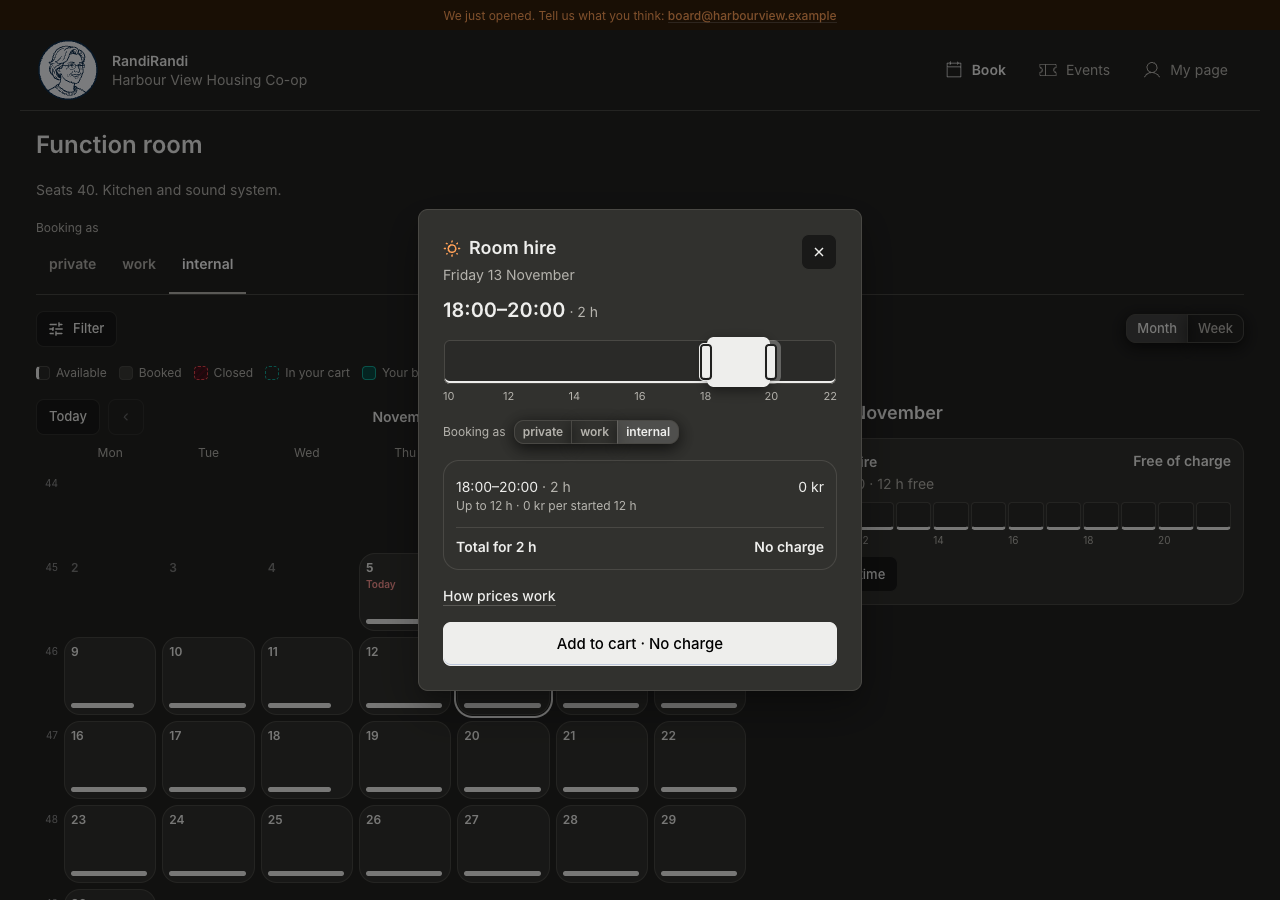 We just opened. Tell us what you think: board@harbourview.example
RandiRandi
Harbour View Housing Co-op
Book
Events
My page
Function room
Seats 40. Kitchen and sound system.
Booking as
private work internal
Filter
Month Week
Available Booked Closed In your cart Your b
Today
Novem
November
Mon Tue Wed Thu
44
45 2 3 4 5
Today
46 9 10 11 12
47 16 17 18 19 20 21 22
48 23 24 25 26 27 28 29
Room hire
Friday 13 November
18:00–20:00 · 2 h
10 12 14 16 18 20 22
Booking as private work internal
18:00–20:00 · 2 h 0 kr
Up to 12 h · 0 kr per started 12 h
Total for 2 h No charge
How prices work
Add to cart · No charge
ire Free of charge
0 · 12 h free
2 14 16 18 20
time